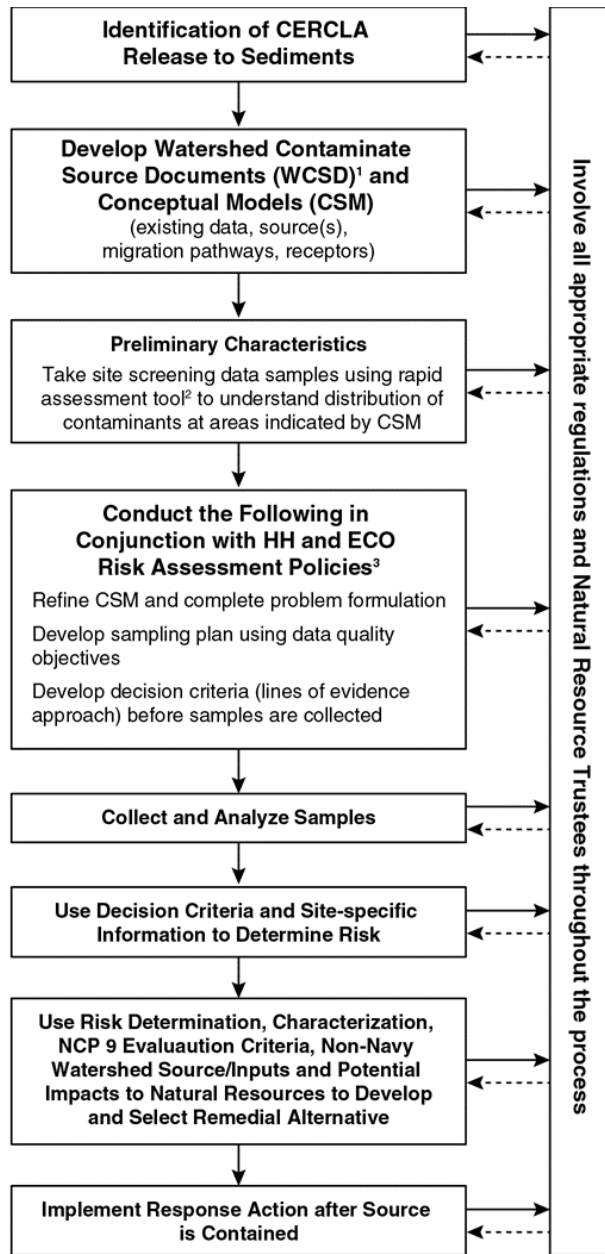 Identification of CERCLA
Release to Sediments
Develop Watershed Contaminate
Source Documents (WCSD)¹ and
Conceptual Models (CSM)
(existing data, source(s),
migration pathways, receptors)
Preliminary Characteristics
Take site screening data samples using rapid
assessment tool² to understand distribution of
contaminants at areas indicated by CSM
Conduct the Following in
Conjunction with HH and ECO
Risk Assessment Policies³
Refine CSM and complete problem formulation
Develop sampling plan using data quality
objectives
Develop decision criteria (lines of evidence
approach) before samples are collected
Collect and Analyze Samples
Use Decision Criteria and Site-specific
Information to Determine Risk
Use Risk Determination, Characterization,
NCP 9 Evaluaution Criteria, Non-Navy
Watershed Source/Inputs and Potential
Impacts to Natural Resources to Develop
and Select Remedial Alternative
Implement Response Action after Source
is Contained
Involve all appropriate regulations and Natural Resource Trustees throughout the process